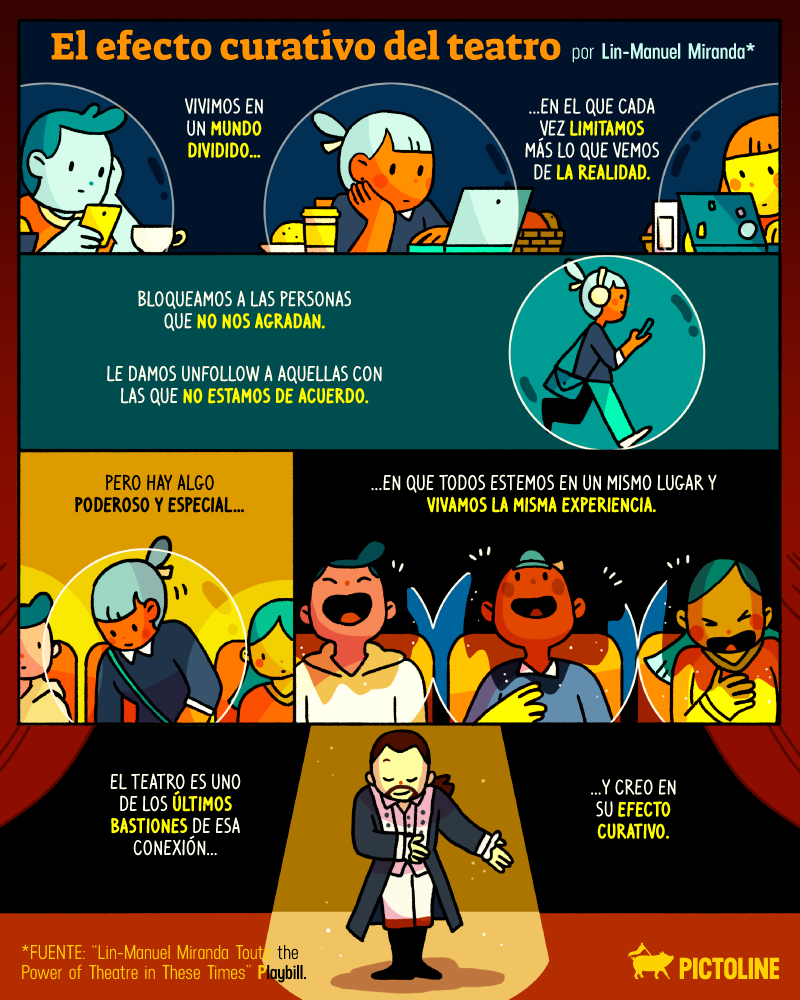 El efecto curativo del teatro por Lin-Manuel Miranda*
VIVIMOS EN
UN MUNDO
DIVIDIDO...
...EN EL QUE CADA
VEZ LIMITAMOS
MÁS LO QUE VEMOS
DE LA REALIDAD.
BLOQUEAMOS A LAS PERSONAS
QUE NO NOS AGRADAN.
LE DAMOS UNFOLLOW A AQUELLAS CON
LAS QUE NO ESTAMOS DE ACUERDO.
PERO HAY ALGO
PODEROSO Y ESPECIAL...
...EN QUE TODOS ESTEMOS EN UN MISMO LUGAR Y
VIVAMOS LA MISMA EXPERIENCIA.
EL TEATRO ES UNO
DE LOS ÚLTIMOS
BASTIONES DE ESA
CONEXIÓN...
...Y CREO EN
SU EFECTO
CURATIVO.
*FUENTE: "Lin-Manuel Miranda Touts the
Power of Theatre in These Times" Playbill.
PICTOLINE